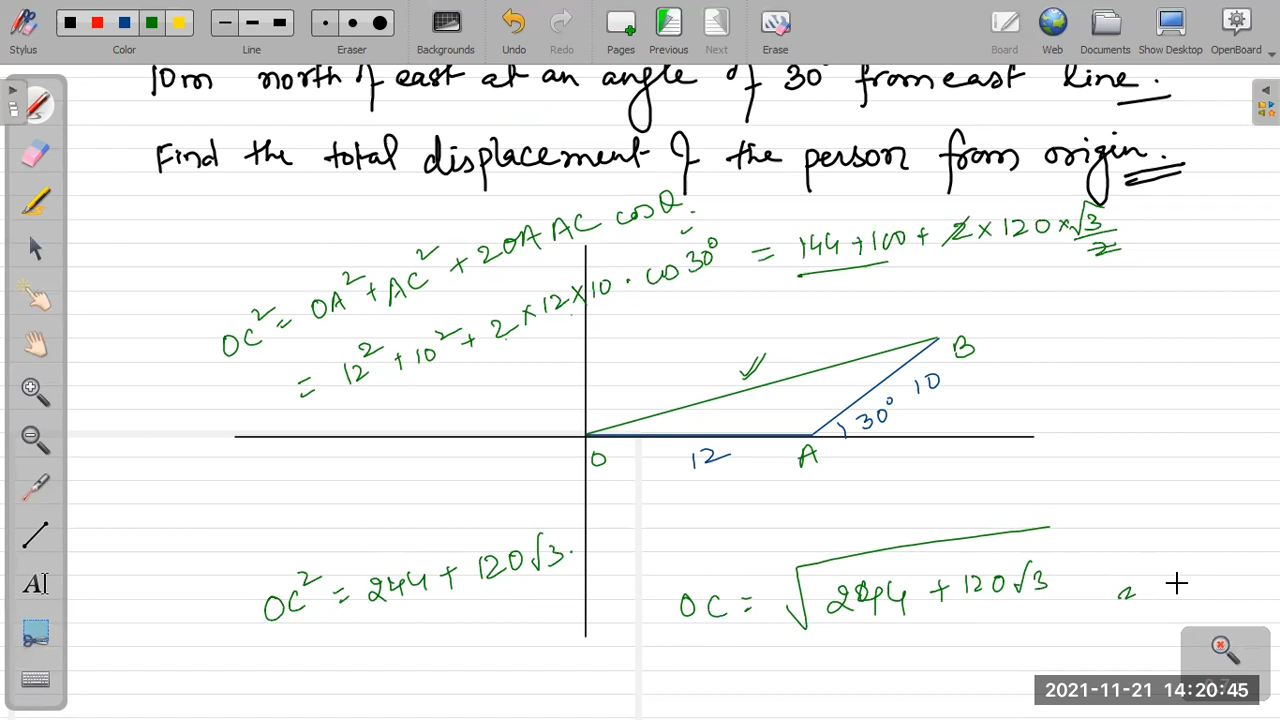 Stylus Color Line Eraser Backgrounds Undo Redo Pages Previous Next Erase Board Web Documents Show Desktop OpenBoard
10m north of east at an angle of 30° from east line.
Find the total displacement of the person from origin.
OC² = OA² + AC² + 2OA AC cosθ.
= 12² + 10² + 2 × 12 × 10 . cos 30° = 144 + 100 + 2 × 120 × √3/2
B
10
30°
O 12 A
OC² = 244 + 120√3.
OC = √244 + 120√3 =
2021-11-21 14:20:45